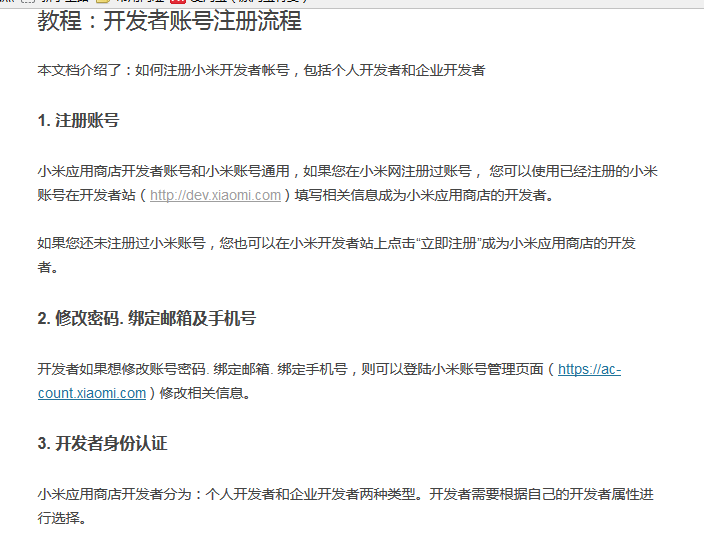 教程：开发者账号注册流程
本文档介绍了：如何注册小米开发者帐号，包括个人开发者和企业开发者
1. 注册账号
小米应用商店开发者账号和小米账号通用，如果您在小米网注册过账号， 您可以使用已经注册的小米
账号在开发者站（http://dev.xiaomi.com）填写相关信息成为小米应用商店的开发者。
如果您还未注册过小米账号，您也可以在小米开发者站上点击“立即注册”成为小米应用商店的开发
者。
2. 修改密码. 绑定邮箱及手机号
开发者如果想修改账号密码. 绑定邮箱. 绑定手机号，则可以登陆小米账号管理页面（https://ac-
count.xiaomi.com）修改相关信息。
3. 开发者身份认证
小米应用商店开发者分为：个人开发者和企业开发者两种类型。开发者需要根据自己的开发者属性进
行选择。